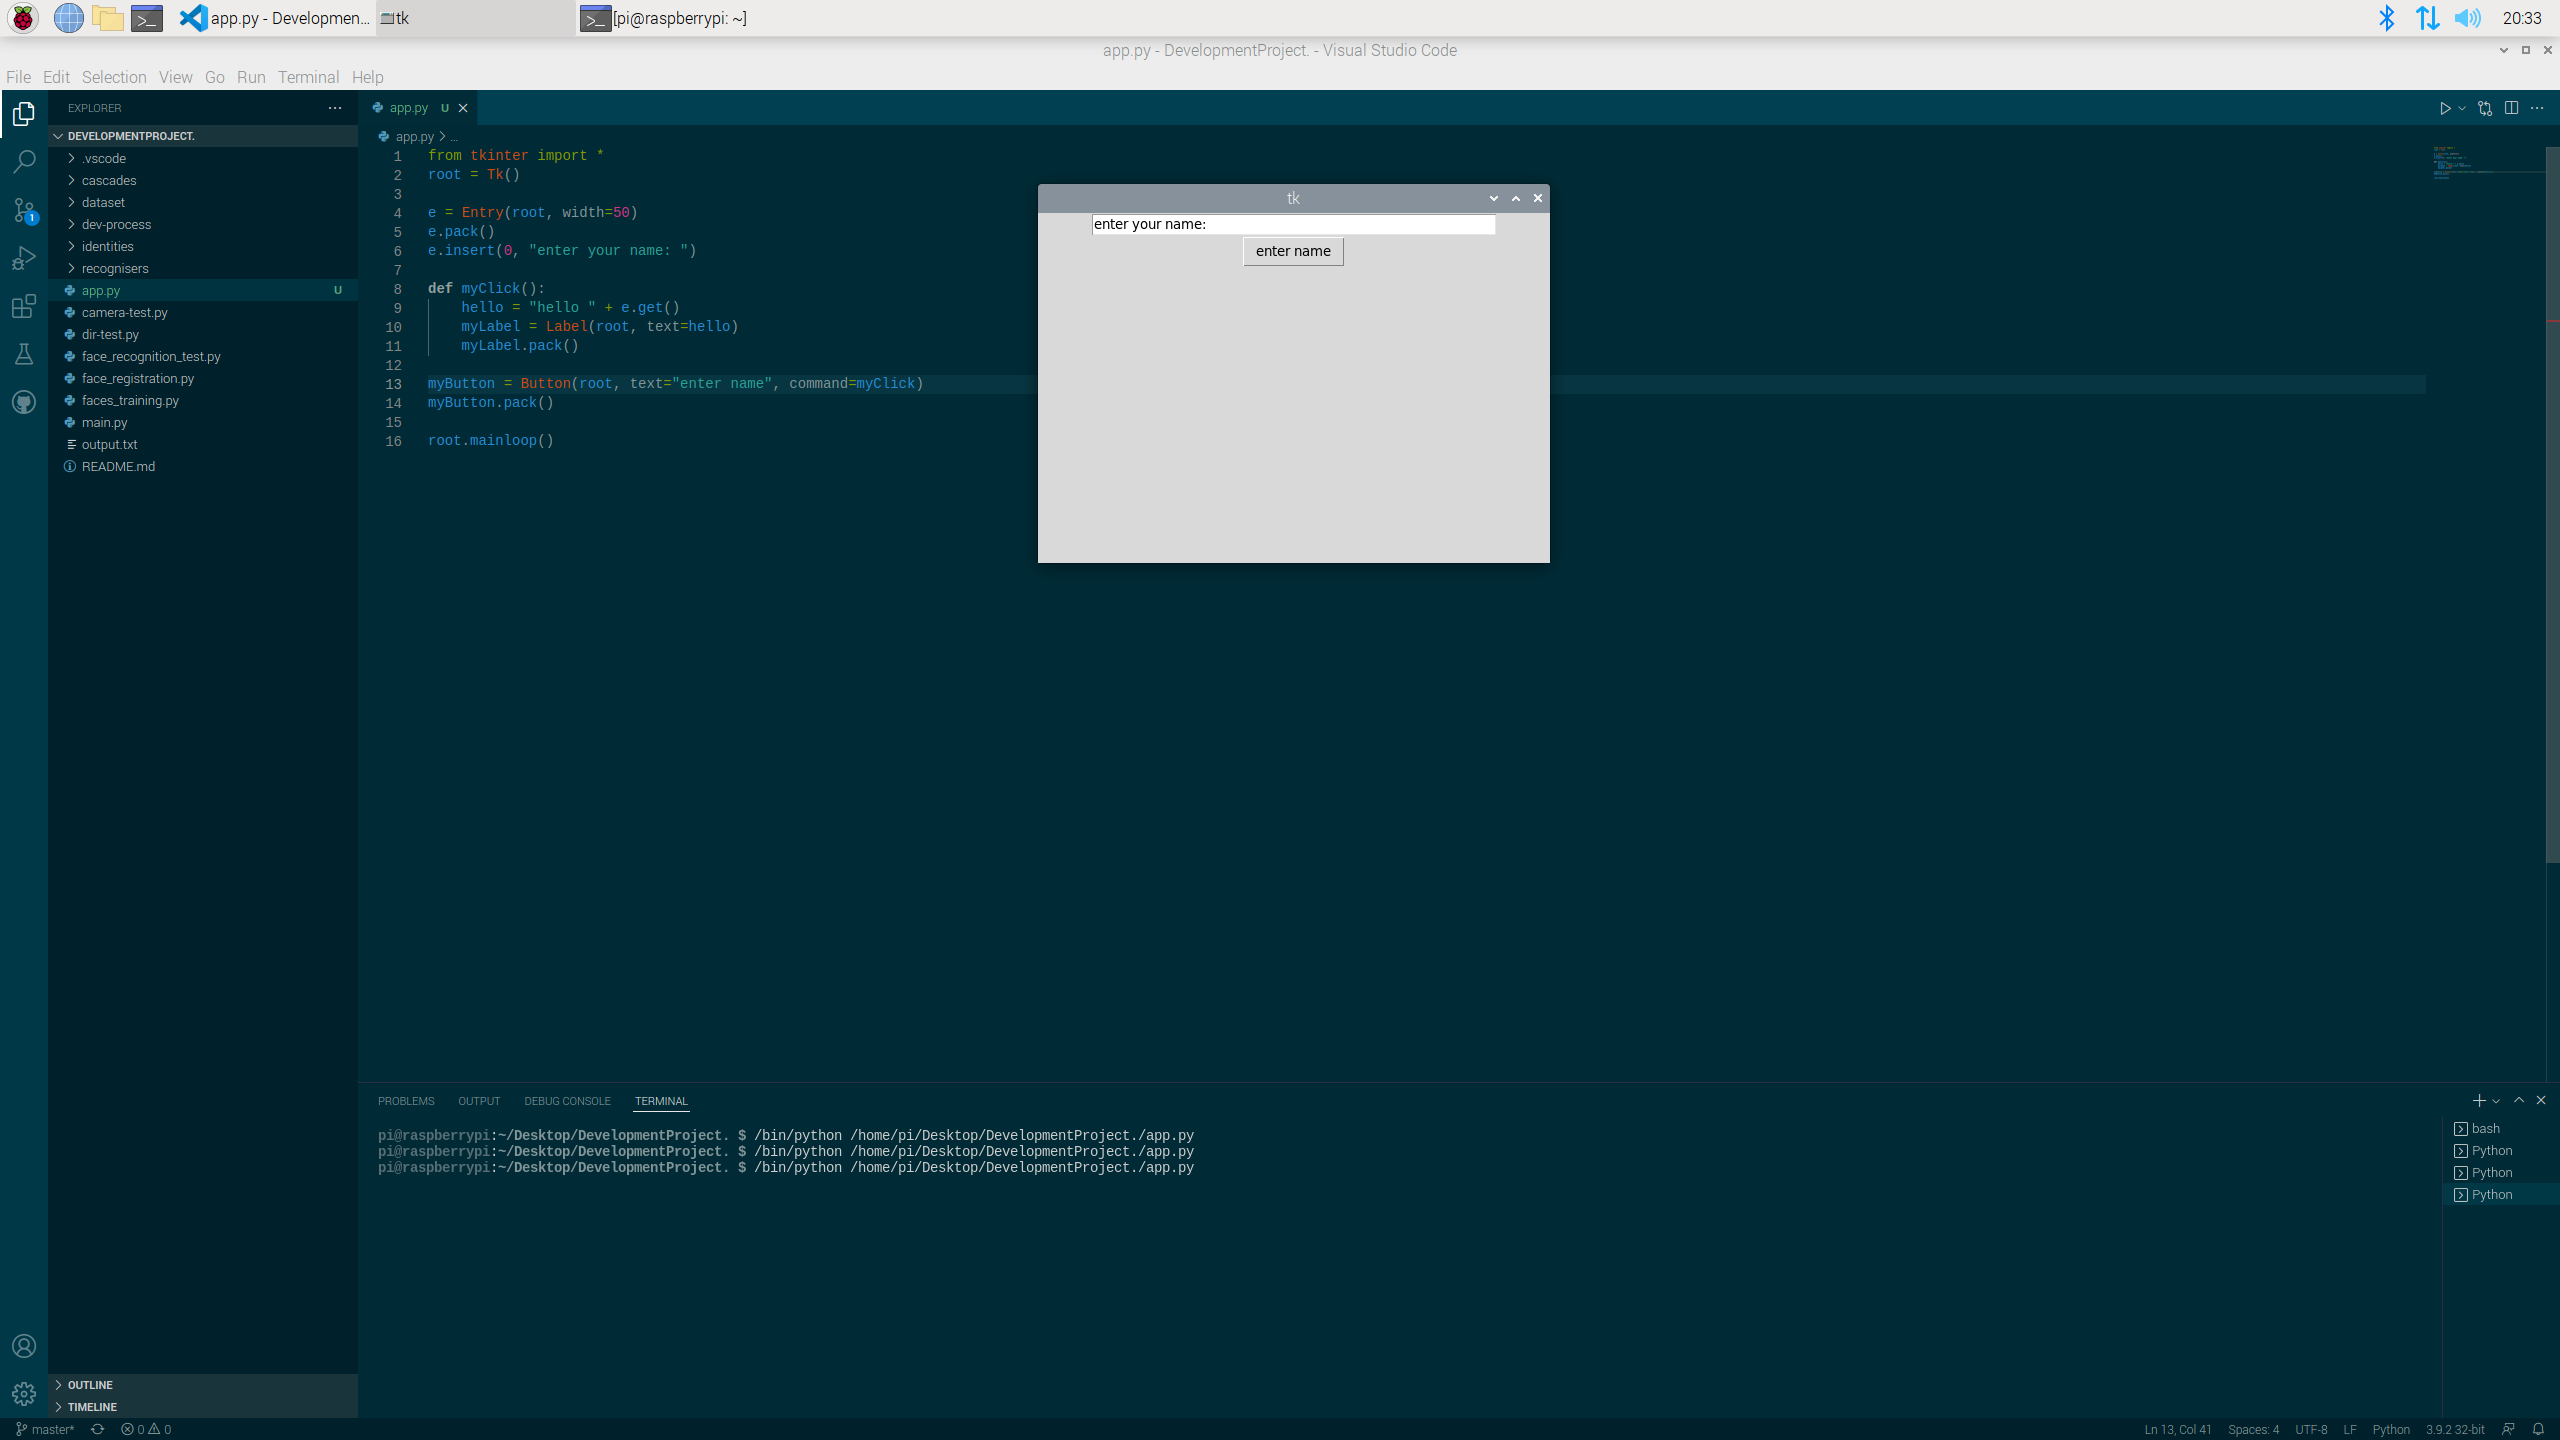 app.py - Developmen...
tk
[pi@raspberrypi: ~]
20:33
app.py - DevelopmentProject. - Visual Studio Code
File Edit Selection View Go Run Terminal Help
EXPLORER
DEVELOPMENTPROJECT.
.vscode
cascades
dataset
dev-process
identities
recognisers
app.py U
camera-test.py
dir-test.py
face_recognition_test.py
face_registration.py
faces_training.py
main.py
output.txt
README.md
OUTLINE
TIMELINE
app.py U
app.py > ...
1 from tkinter import *
2 root = Tk()
3
4 e = Entry(root, width=50)
5 e.pack()
6 e.insert(0, "enter your name: ")
7
8 def myClick():
9 hello = "hello " + e.get()
10 myLabel = Label(root, text=hello)
11 myLabel.pack()
12
13 myButton = Button(root, text="enter name", command=myClick)
14 myButton.pack()
15
16 root.mainloop()
tk
enter your name:
enter name
PROBLEMS OUTPUT DEBUG CONSOLE TERMINAL
pi@raspberrypi:~/Desktop/DevelopmentProject. $ /bin/python /home/pi/Desktop/DevelopmentProject./app.py
pi@raspberrypi:~/Desktop/DevelopmentProject. $ /bin/python /home/pi/Desktop/DevelopmentProject./app.py
pi@raspberrypi:~/Desktop/DevelopmentProject. $ /bin/python /home/pi/Desktop/DevelopmentProject./app.py
bash
Python
Python
Python
1
master* 0 0 Ln 13, Col 41 Spaces: 4 UTF-8 LF Python 3.9.2 32-bit